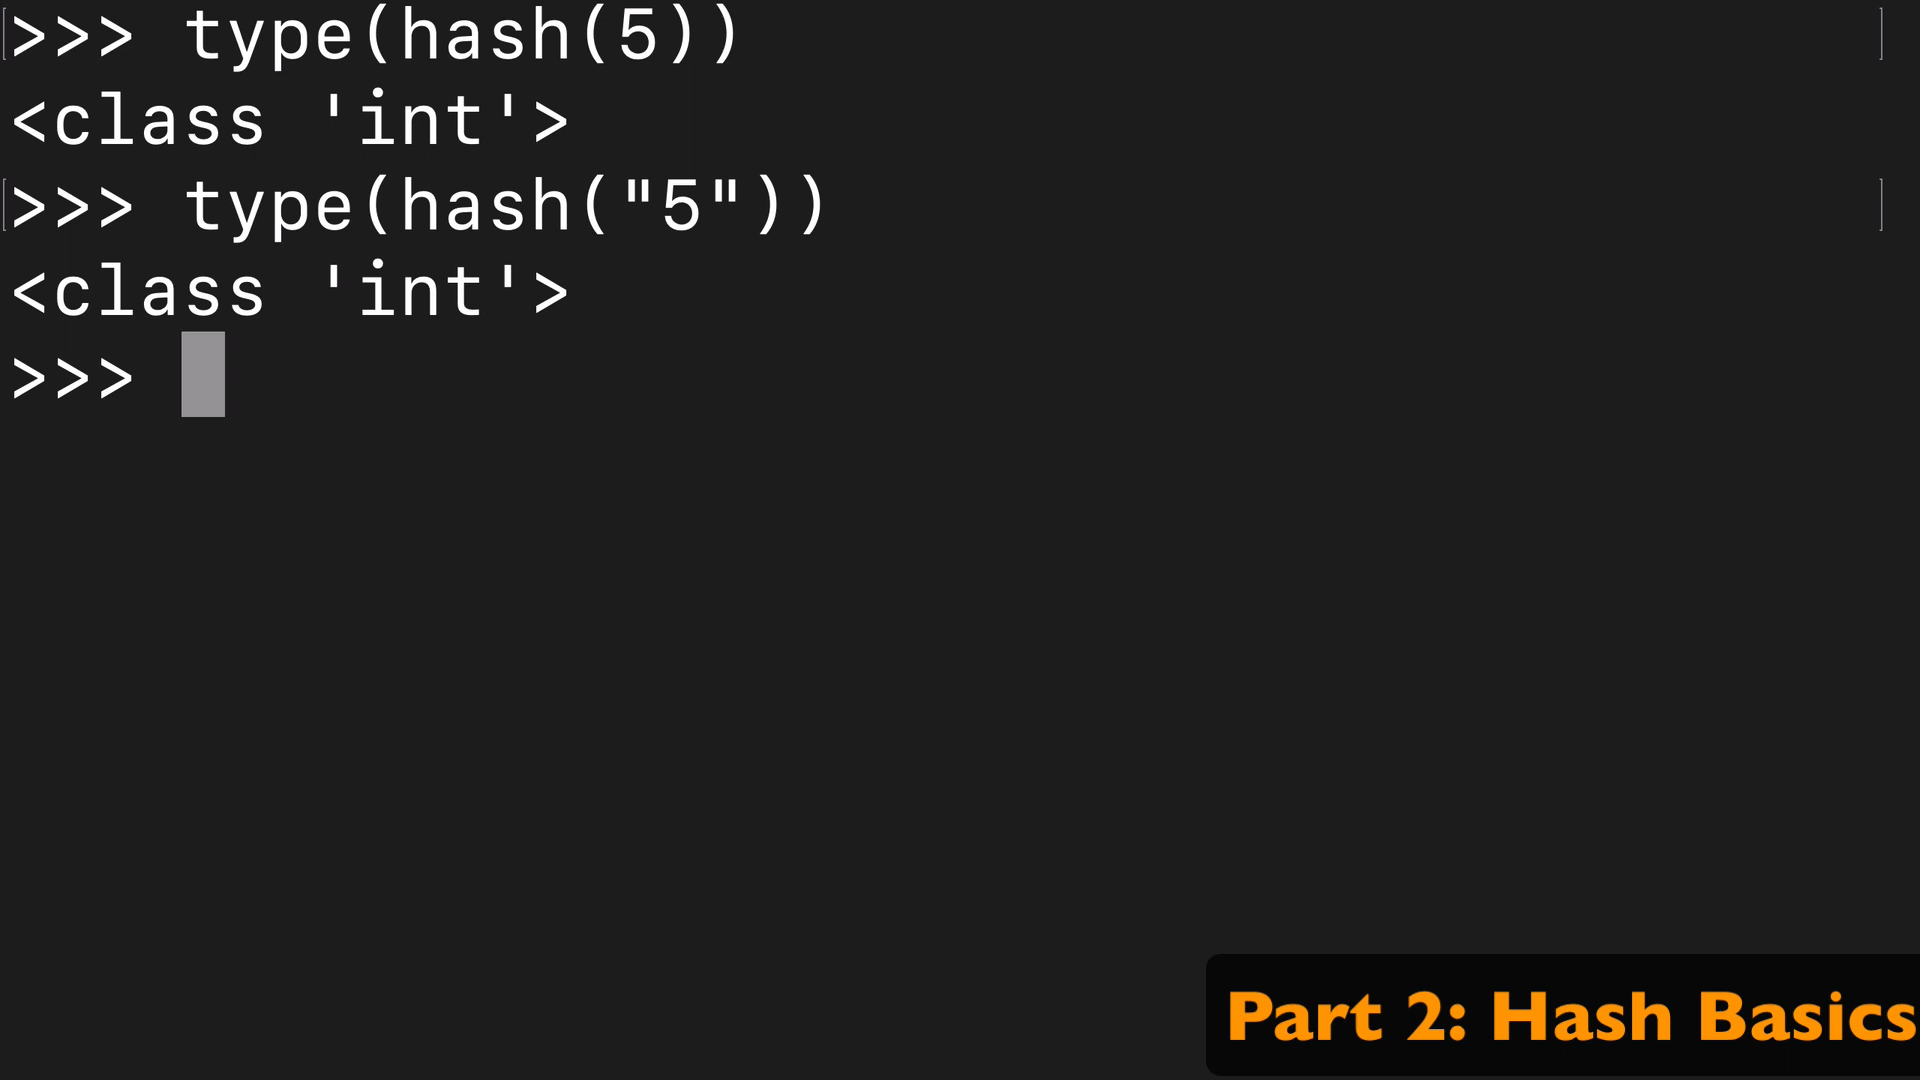 >>> type(hash(5))
<class 'int'>
>>> type(hash("5"))
<class 'int'>
>>>
Part 2: Hash Basics